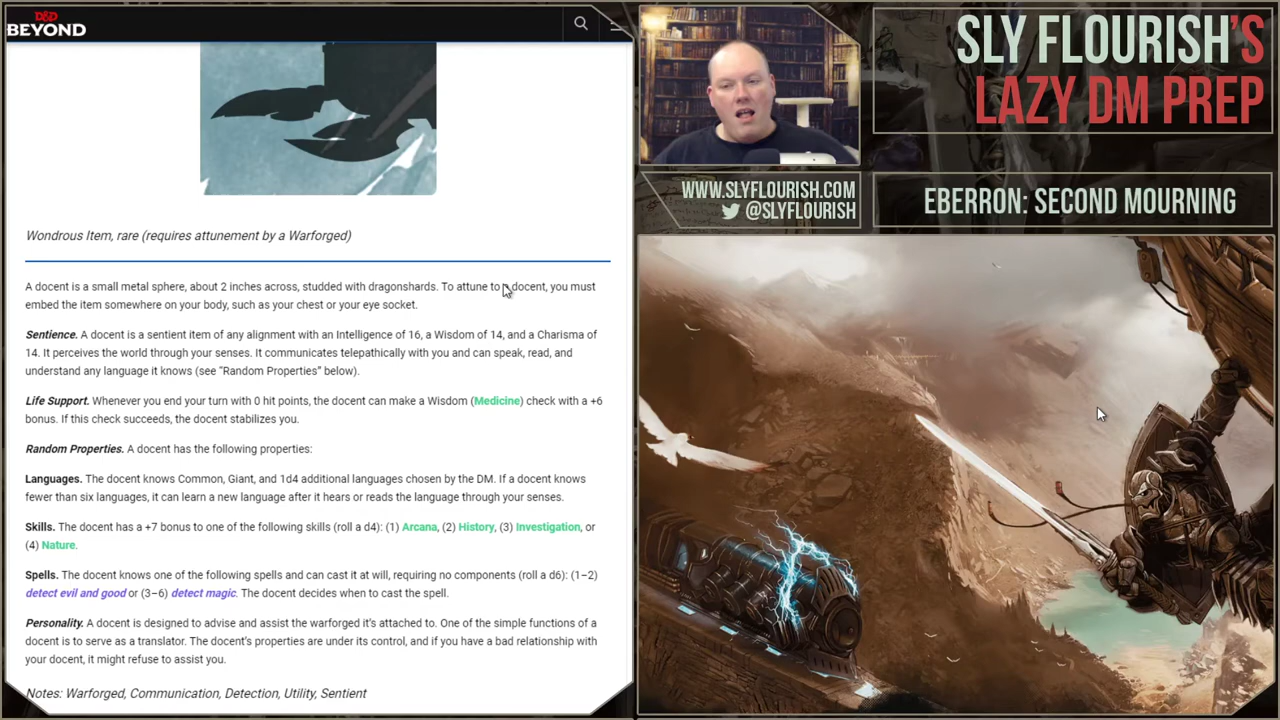 D&D
BEYOND
Wondrous Item, rare (requires attunement by a Warforged)
A docent is a small metal sphere, about 2 inches across, studded with dragonshards. To attune to a docent, you must
embed the item somewhere on your body, such as your chest or your eye socket.
Sentience. A docent is a sentient item of any alignment with an Intelligence of 16, a Wisdom of 14, and a Charisma of
14. It perceives the world through your senses. It communicates telepathically with you and can speak, read, and
understand any language it knows (see “Random Properties” below).
Life Support. Whenever you end your turn with 0 hit points, the docent can make a Wisdom (Medicine) check with a +6
bonus. If this check succeeds, the docent stabilizes you.
Random Properties. A docent has the following properties:
Languages. The docent knows Common, Giant, and 1d4 additional languages chosen by the DM. If a docent knows
fewer than six languages, it can learn a new language after it hears or reads the language through your senses.
Skills. The docent has a +7 bonus to one of the following skills (roll a d4): (1) Arcana, (2) History, (3) Investigation, or
(4) Nature.
Spells. The docent knows one of the following spells and can cast it at will, requiring no components (roll a d6): (1–2)
detect evil and good or (3–6) detect magic. The docent decides when to cast the spell.
Personality. A docent is designed to advise and assist the warforged it's attached to. One of the simple functions of a
docent is to serve as a translator. The docent's properties are under its control, and if you have a bad relationship with
your docent, it might refuse to assist you.
Notes: Warforged, Communication, Detection, Utility, Sentient
SLY FLOURISH'S
LAZY DM PREP
WWW.SLYFLOURISH.COM
@SLYFLOURISH
EBERRON: SECOND MOURNING